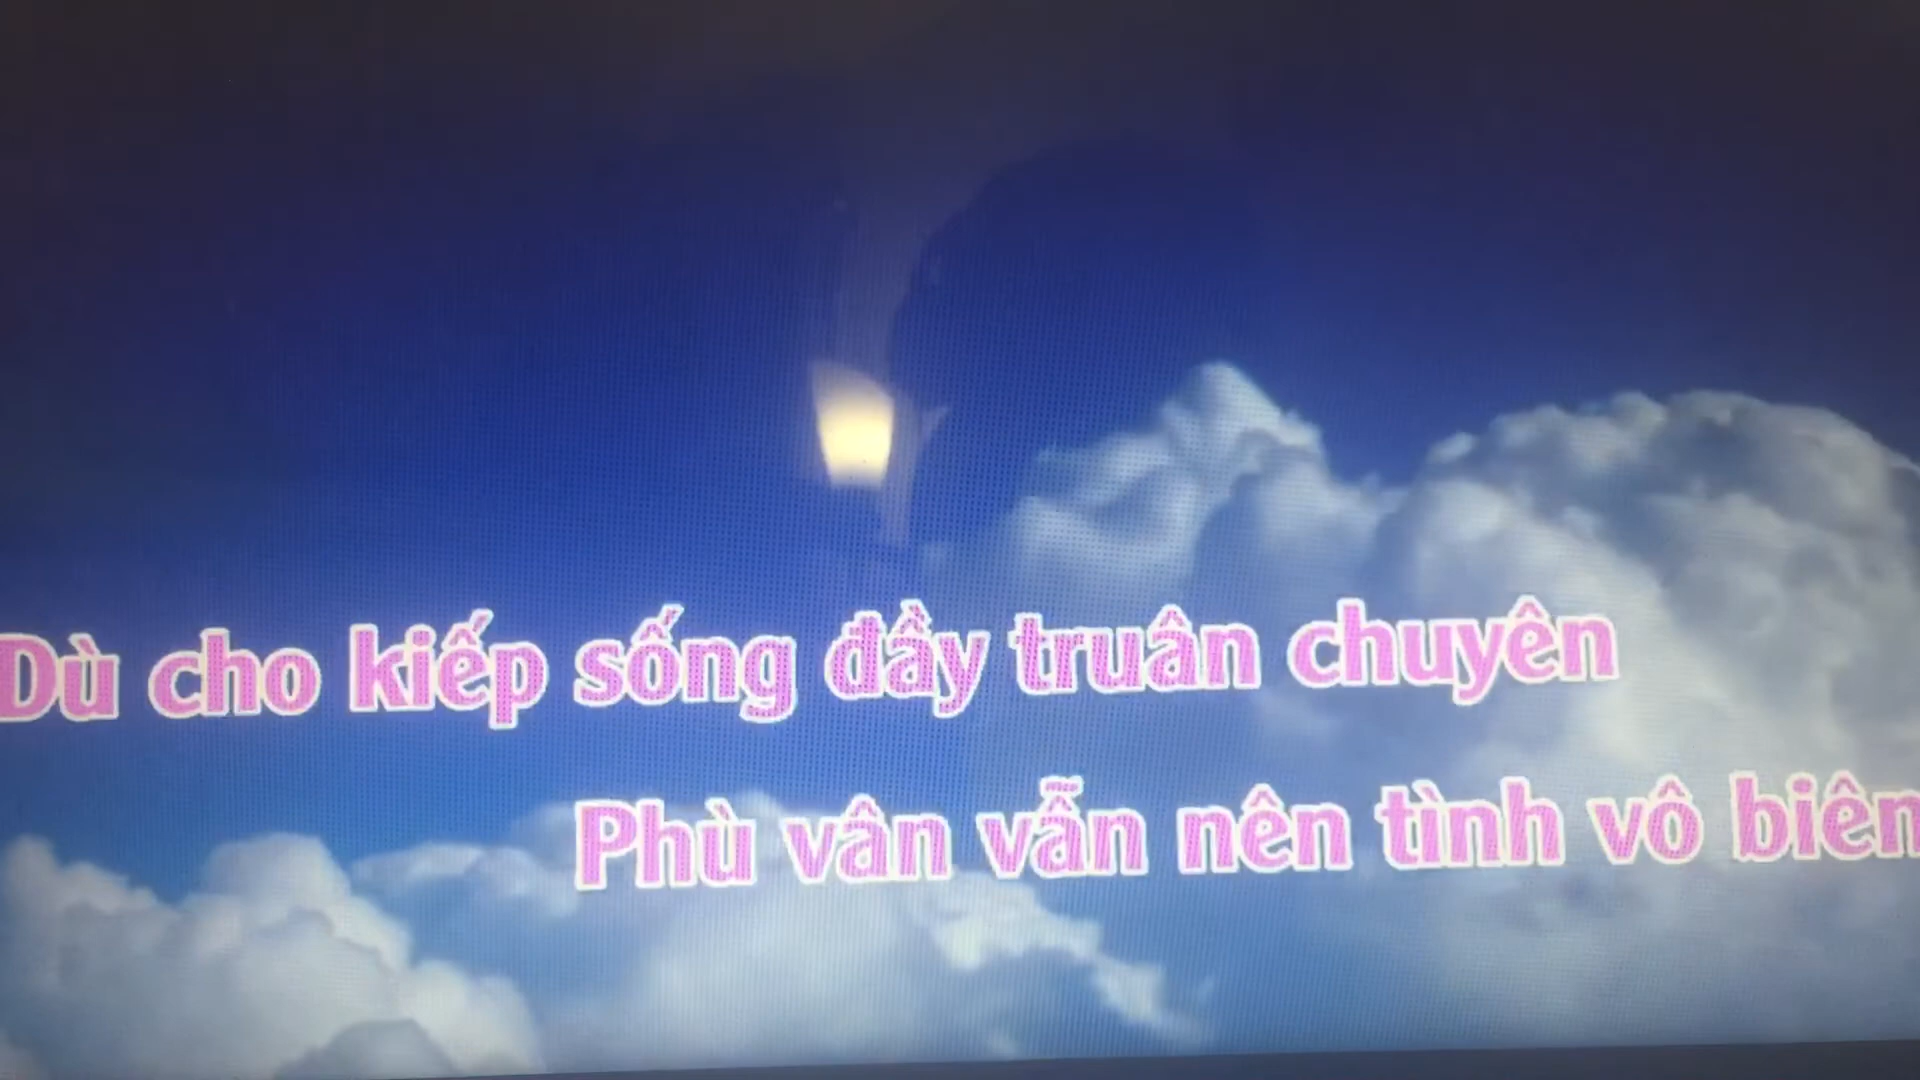 Dù cho kiếp sống đầy truân chuyên
Phù vân vẫn nên tình vô biên